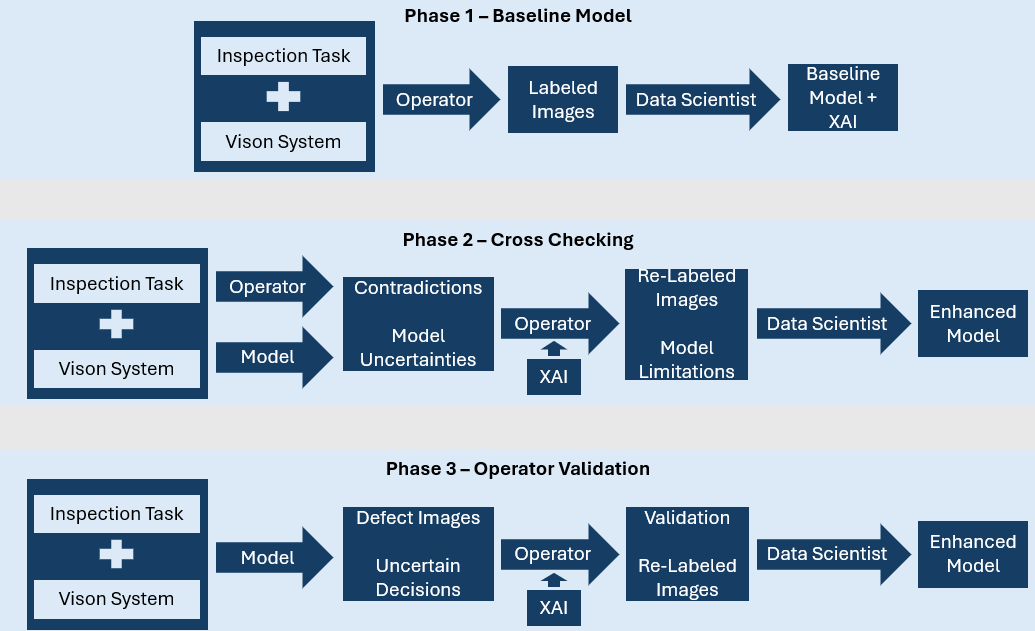 Phase 1 – Baseline Model
Inspection Task
Vison System
Operator
Labeled
Images
Data Scientist
Baseline
Model +
XAI
Phase 2 – Cross Checking
Inspection Task
Vison System
Operator
Model
Contradictions
Model
Uncertainties
Operator
XAI
Re-Labeled
Images
Model
Limitations
Data Scientist
Enhanced
Model
Phase 3 – Operator Validation
Inspection Task
Vison System
Model
Defect Images
Uncertain
Decisions
Operator
XAI
Validation
Re-Labeled
Images
Data Scientist
Enhanced
Model